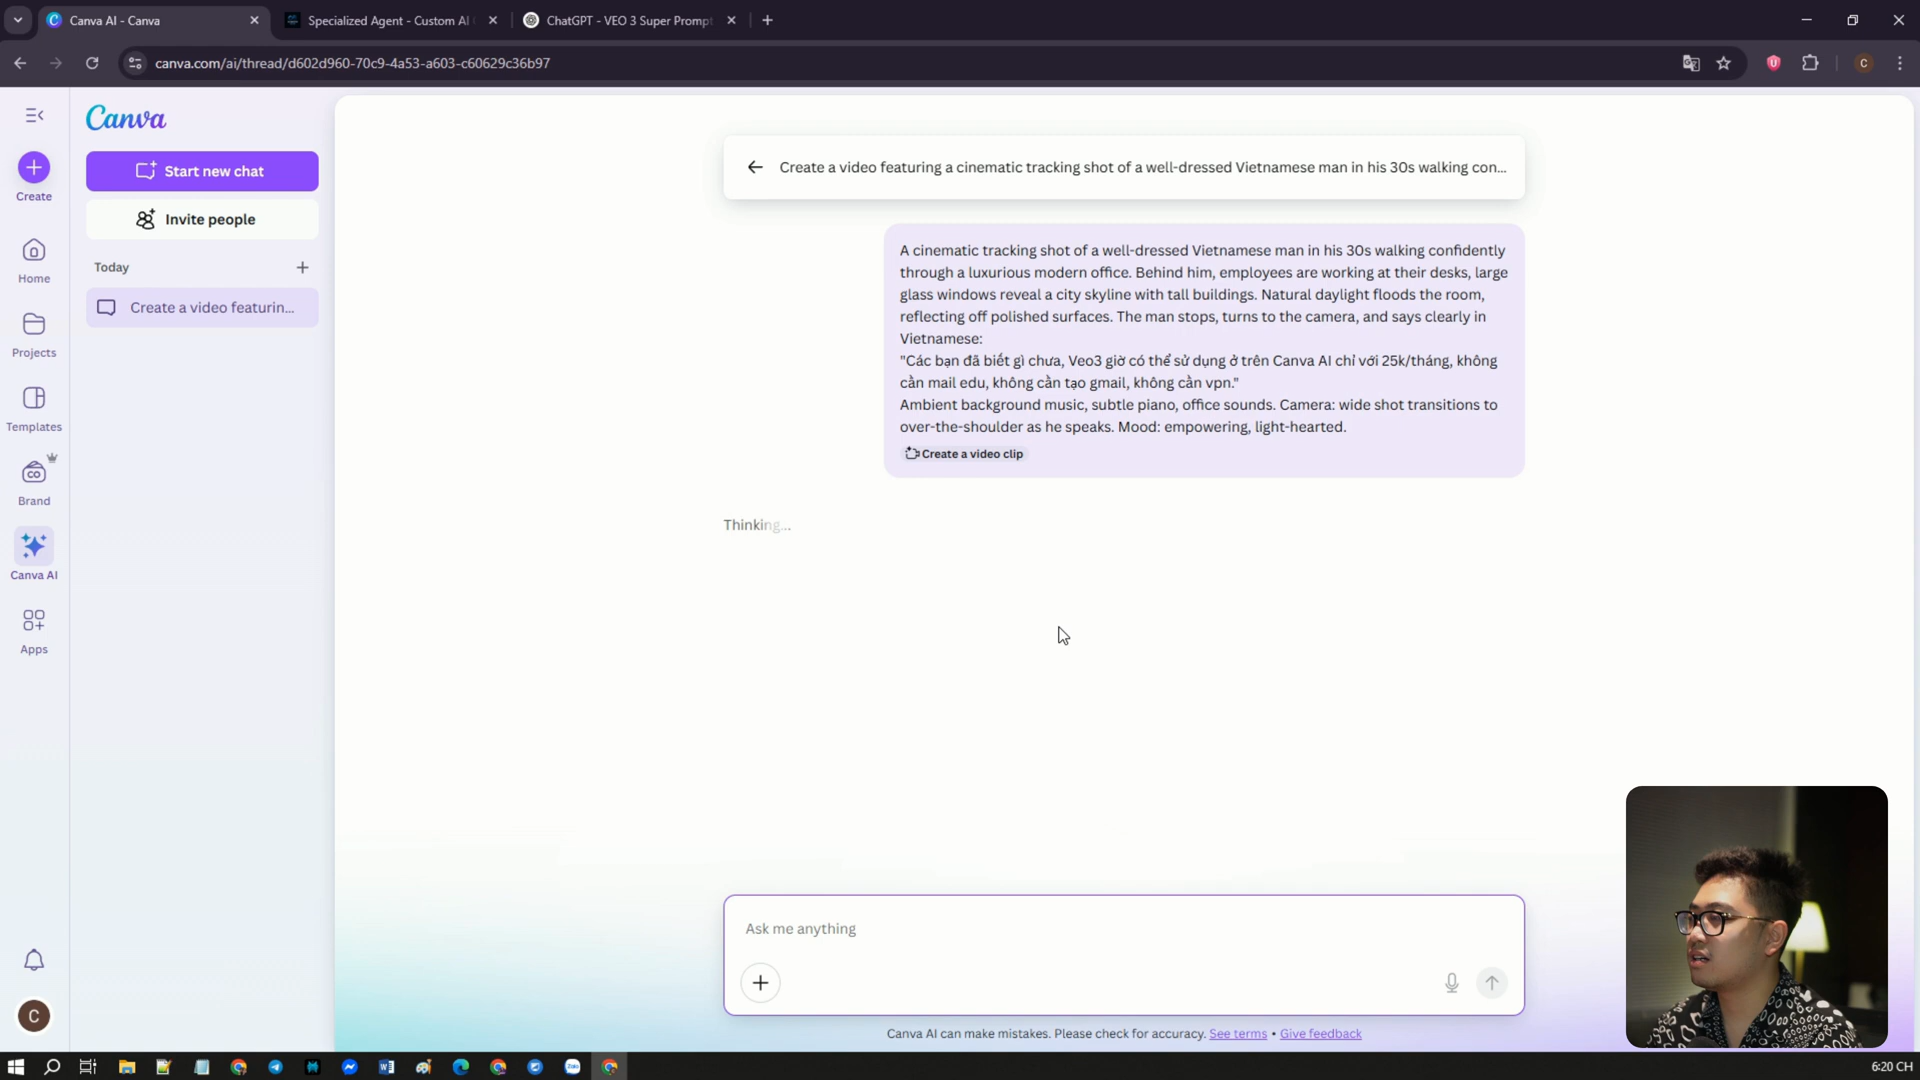 Canva AI - Canva
Specialized Agent - Custom AI
ChatGPT - VEO 3 Super Prompt
canva.com/ai/thread/d602d960-70c9-4a53-a603-c60629c36b97
C
Canva
Start new chat
Invite people
Today
Create a video featurin...
Create
Home
Projects
Templates
Brand
Canva AI
Apps
C
Create a video featuring a cinematic tracking shot of a well-dressed Vietnamese man in his 30s walking con...
A cinematic tracking shot of a well-dressed Vietnamese man in his 30s walking confidently
through a luxurious modern office. Behind him, employees are working at their desks, large
glass windows reveal a city skyline with tall buildings. Natural daylight floods the room,
reflecting off polished surfaces. The man stops, turns to the camera, and says clearly in
Vietnamese:
"Các bạn đã biết gì chưa, Veo3 giờ có thể sử dụng ở trên Canva AI chỉ với 25k/tháng, không
cần mail edu, không cần tạo gmail, không cần vpn."
Ambient background music, subtle piano, office sounds. Camera: wide shot transitions to
over-the-shoulder as he speaks. Mood: empowering, light-hearted.
Create a video clip
Thinking...
Ask me anything
Canva AI can make mistakes. Please check for accuracy. See terms • Give feedback
6:20 CH